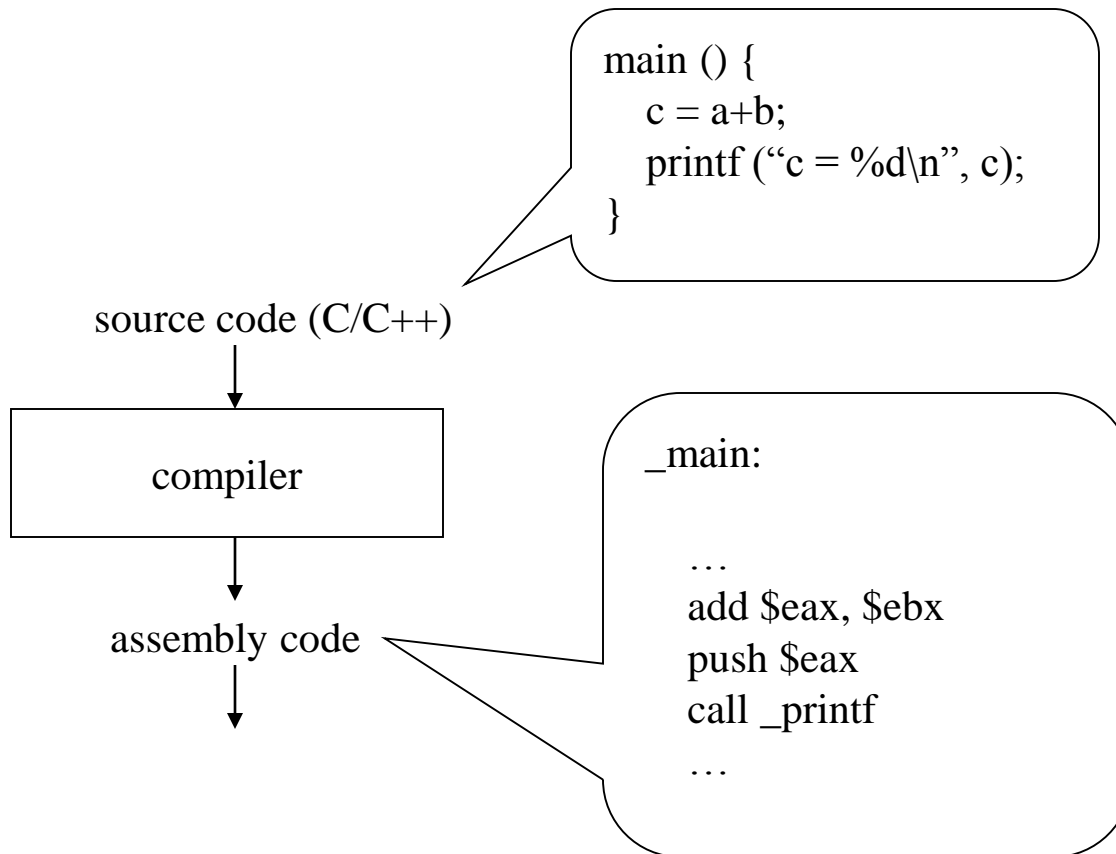 main () {
c = a+b;
printf (“c = %d\n”, c);
}
source code (C/C++)
compiler
assembly code
_main:
…
add $eax, $ebx
push $eax
call _printf
…